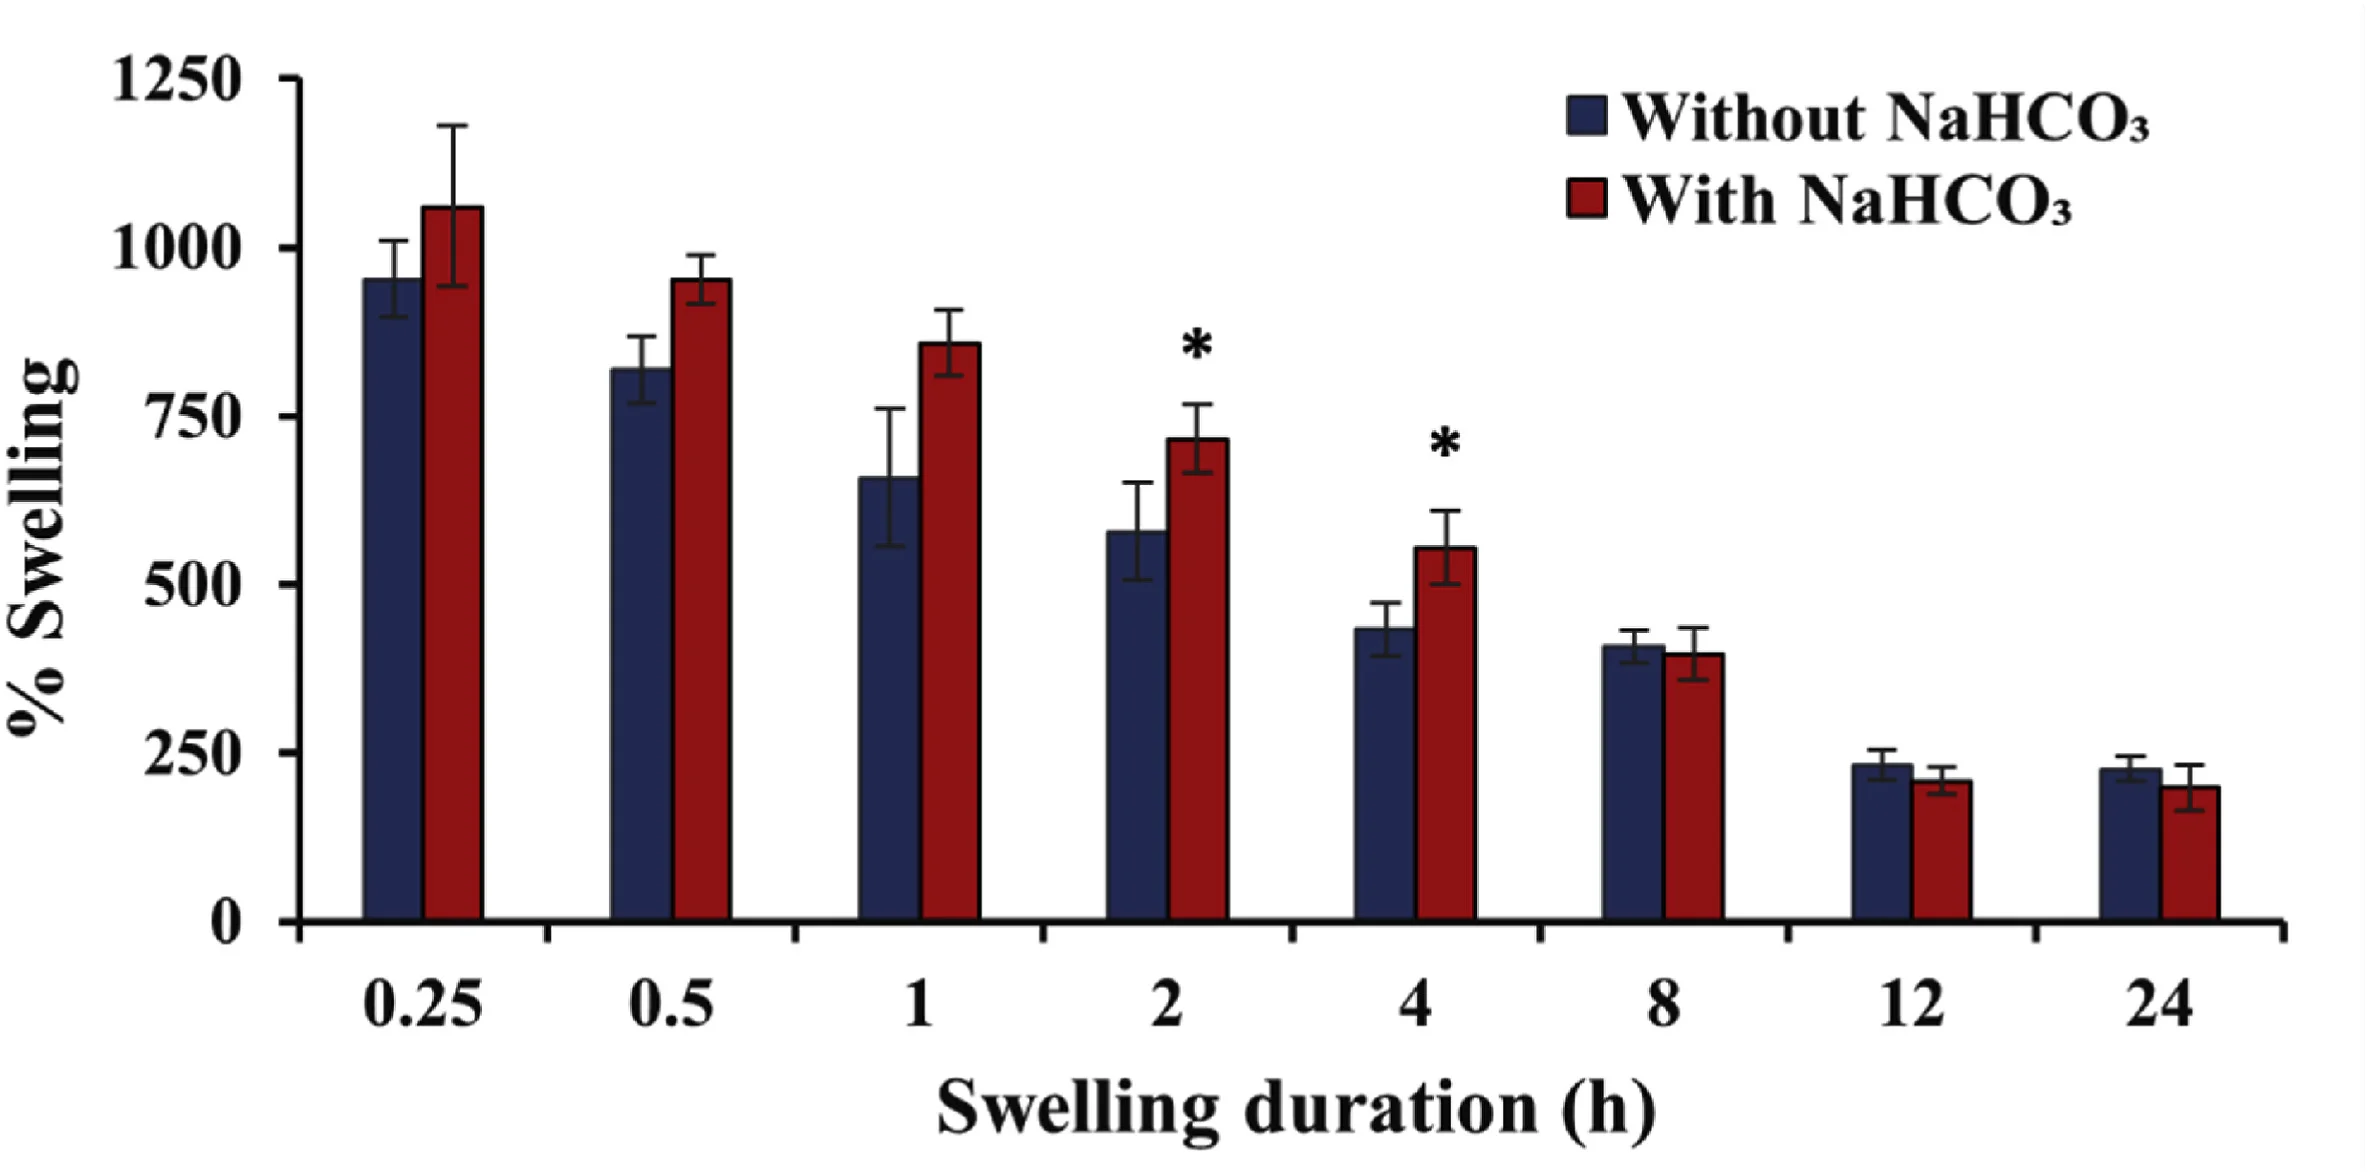 1250
1000
750
500
250
0
% Swelling
Without NaHCO₃
With NaHCO₃
*
*
0.25 0.5 1 2 4 8 12 24
Swelling duration (h)